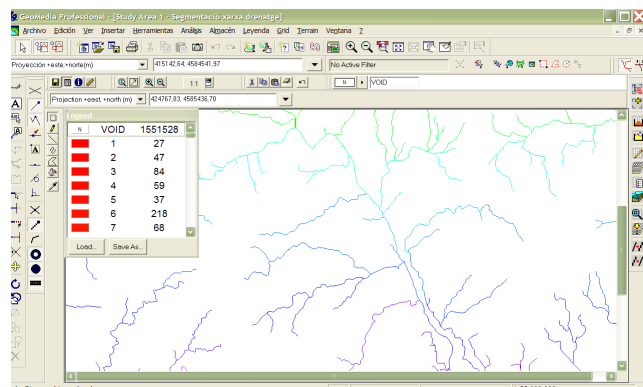 GeoMedia Professional - [Study Area 1 - Segmentació xarxa drenatge]
Archivo Edición Ver Insertar Herramientas Análisis Almacén Leyenda Grid Terrain Ventana ?
Proyección +este,+norte(m) 415142,64, 4584541,97 No Active Filter
1:1 N VOID
Projection +east, +north (m) 424767,83, 4585436,70
Legend
N VOID 1551528
1 27
2 47
3 84
4 59
5 37
6 218
7 68
Load... Save As...